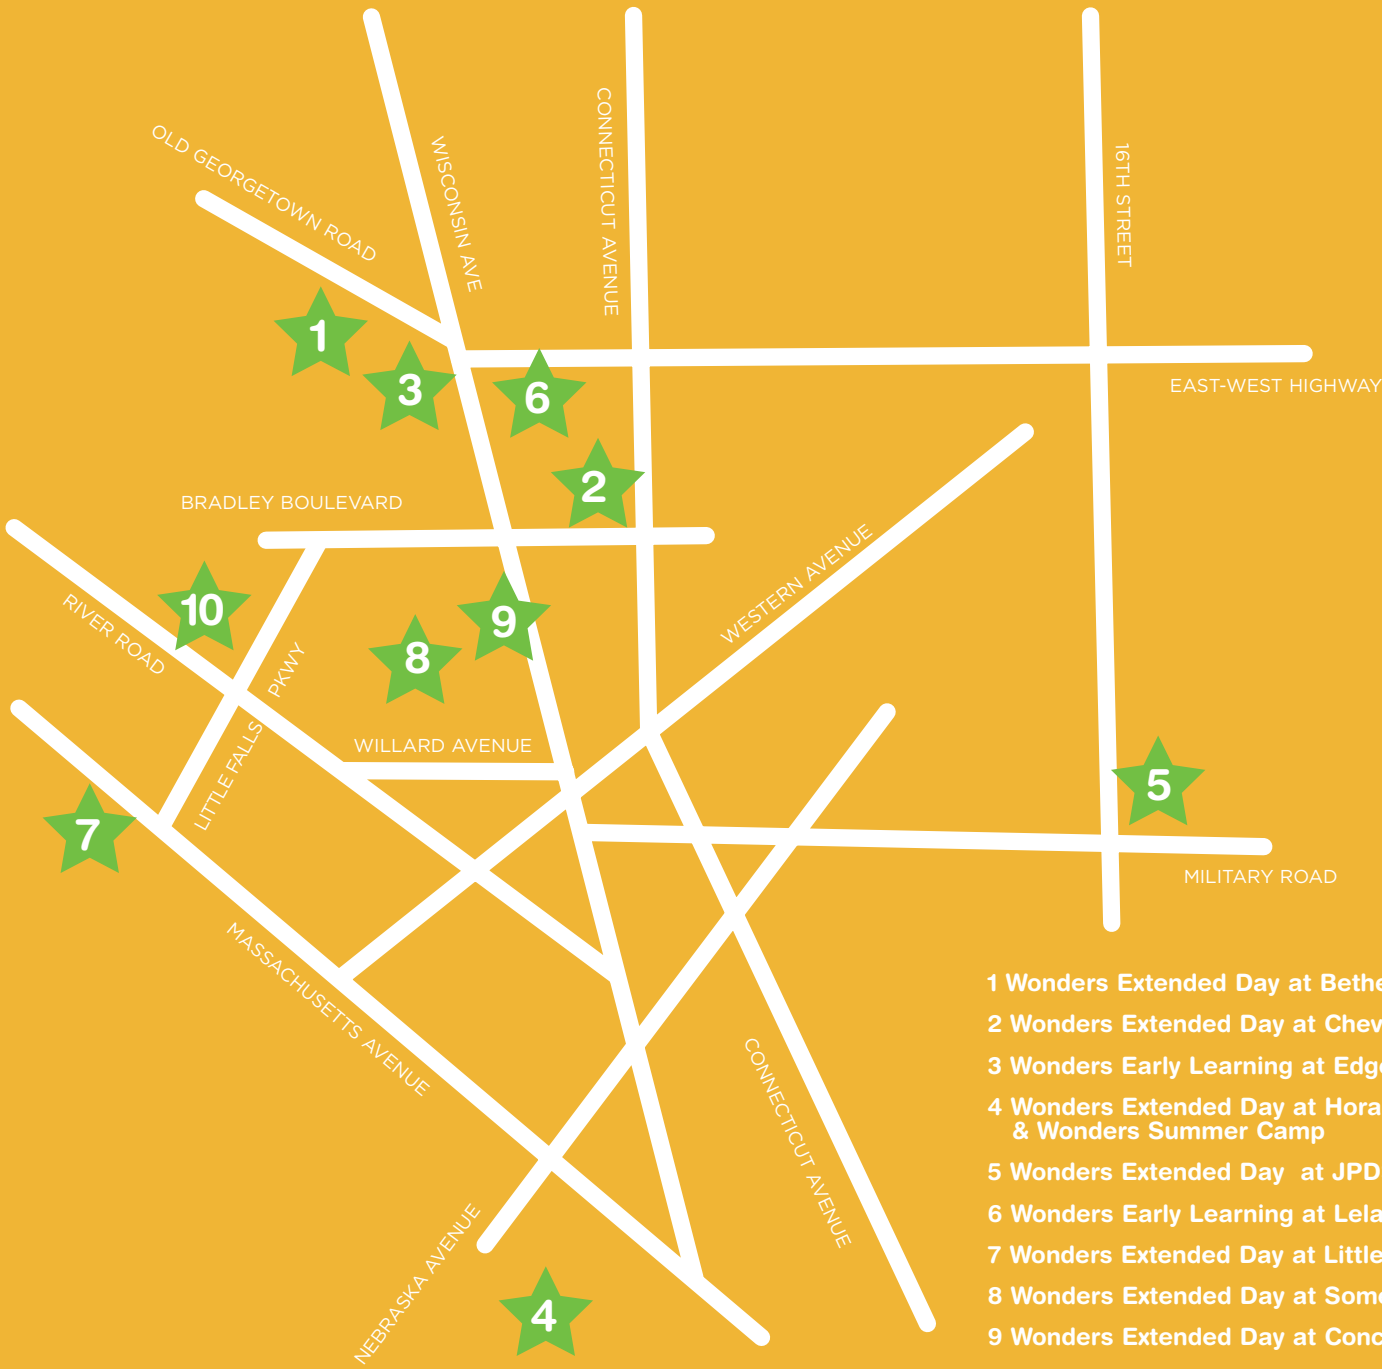 OLD GEORGETOWN ROAD
WISCONSIN AVE
CONNECTICUT AVENUE
16TH STREET
1
3
6
EAST-WEST HIGHWAY
2
BRADLEY BOULEVARD
WESTERN AVENUE
10
RIVER ROAD
9
8
LITTLE FALLS PKWY
WILLARD AVENUE
5
7
MILITARY ROAD
MASSACHUSETTS AVENUE
CONNECTICUT AVENUE
NEBRASKA AVENUE
4
1 Wonders Extended Day at
2 Wonders Extended Day at
3 Wonders Early Learning at
4 Wonders Extended Day at
& Wonders Summer Camp
5 Wonders Extended Day at JPD
6 Wonders Early Learning at
7 Wonders Extended Day at Little
8 Wonders Extended Day at
9 Wonders Extended Day at